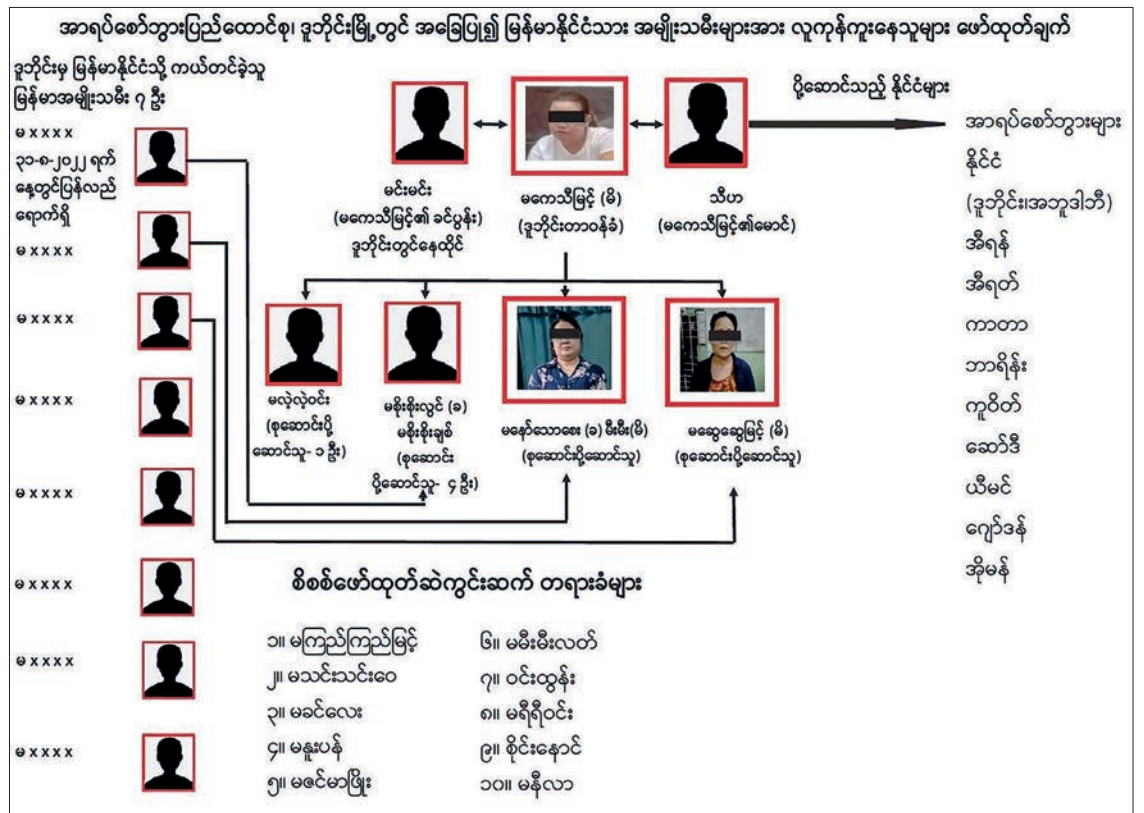 အာရပ်စော်ဘွားပြည်ထောင်စု၊ ဒူဘိုင်းမြို့တွင် အခြေပြု၍ မြန်မာနိုင်ငံသား အမျိုးသမီးများအား လူကုန်ကူးနေသူများ ဖော်ထုတ်ချက်
ဒူဘိုင်းမှ မြန်မာနိုင်ငံသို့ ကယ်တင်ခဲ့သူ
မြန်မာအမျိုးသမီး ၇ ဦး
မ x x x x
၃၁-၈-၂၀၂၂ ရက်
နေ့တွင်ပြန်လည်
ရောက်ရှိ
မ x x x x
မ x x x x
မ x x x x
မ x x x x
မ x x x x
မ x x x x
မ x x x x
မင်းမင်း
(မကေသီမြင့်၏ ခင်ပွန်း)
ဒူဘိုင်းတွင်နေထိုင်
မကေသီမြင့် (မိ)
(ဒူဘိုင်းတာဝန်ခံ)
သီဟ
(မကေသီမြင့်၏မောင်)
ပို့ဆောင်သည့် နိုင်ငံများ
အာရပ်စော်ဘွားများ
နိုင်ငံ
(ဒူဘိုင်း၊အဘူဒါဘီ)
အီရန်
အီရတ်
ကာတာ
ဘာရိန်း
ကူဝိတ်
ဆော်ဒီ
ယီမင်
ဂျော်ဒန်
အိုမန်
မလဲ့လဲ့ဝင်း
(စုဆောင်းပို့
ဆောင်သူ- ၁ ဦး)
မစိုးစိုးလွင် (ခ)
မစိုးစိုးချစ်
(စုဆောင်း
ပို့ဆောင်သူ- ၄ ဦး)
မနော်သောစေး (ခ) မီးမီး(မိ)
(စုဆောင်းပို့ဆောင်သူ)
မဆွေဆွေမြင့် (မိ)
(စုဆောင်းပို့ဆောင်သူ)
စိစစ်ဖော်ထုတ်ဆဲကွင်းဆက် တရားခံများ
၁။ မကြည်ကြည်မြင့်
၂။ မသင်းသင်းဝေ
၃။ မခင်လေး
၄။ မနူးပန်
၅။ မဇင်မာဖြိုး
၆။ မမီးမီးလတ်
၇။ ဝင်းထွန်း
၈။ မရီရီဝင်း
၉။ စိုင်းနောင်
၁၀။ မနီလာ